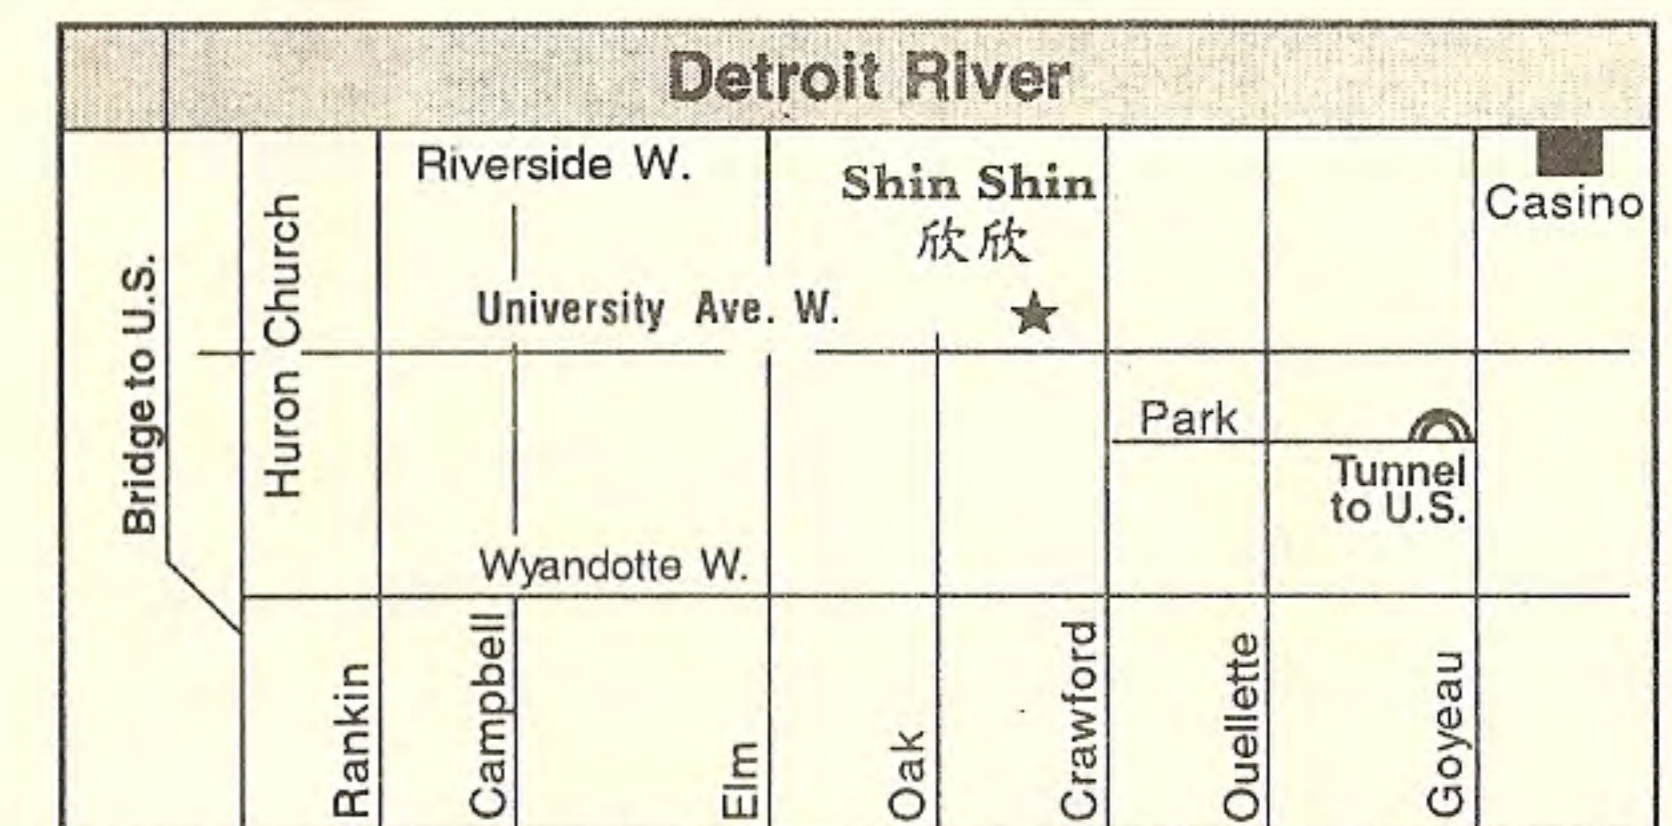 Detroit River
Riverside W.
Shin Shin
欣欣
Casino
Bridge to U.S.
Huron Church
University Ave. W.
Park
Tunnel
to U.S.
Wyandotte W.
Rankin
Campbell
Elm
Oak
Crawford
Ouellette
Goyeau